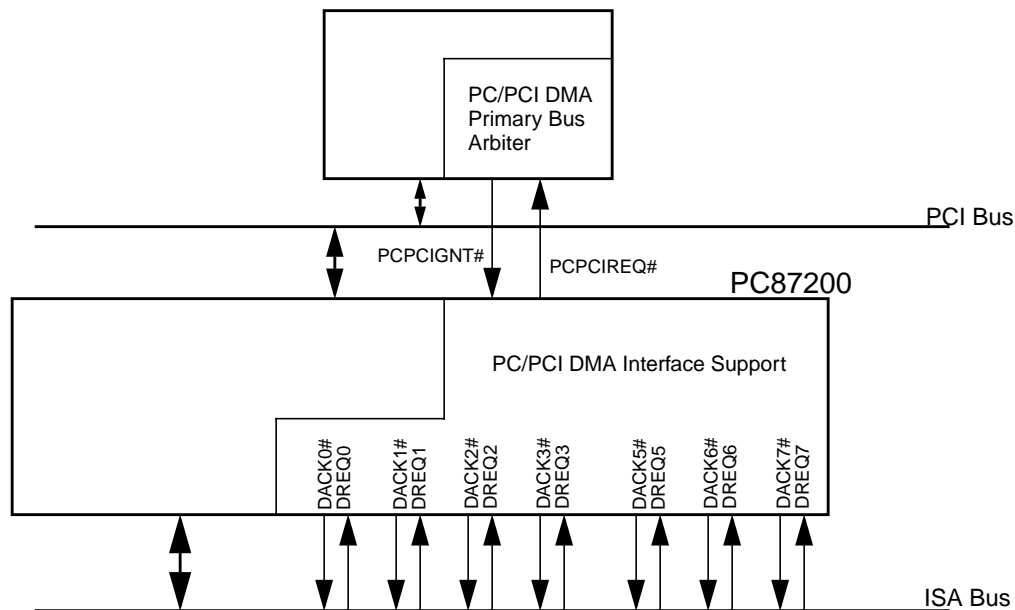 PC/PCI DMA
Primary Bus
Arbiter
PCI Bus
PCPCIGNT#
PCPCIREQ#
PC87200
PC/PCI DMA Interface Support
DACK0#
DREQ0
DACK1#
DREQ1
DACK2#
DREQ2
DACK3#
DREQ3
DACK5#
DREQ5
DACK6#
DREQ6
DACK7#
DREQ7
ISA Bus